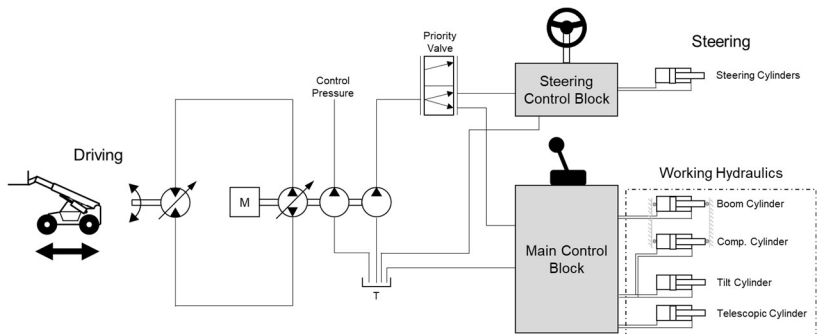 Priority
Valve
Steering
Control
Pressure
Steering
Control Block
Steering Cylinders
Driving
Working Hydraulics
M
Boom Cylinder
Main Control
Block
Comp. Cylinder
Tilt Cylinder
T
Telescopic Cylinder